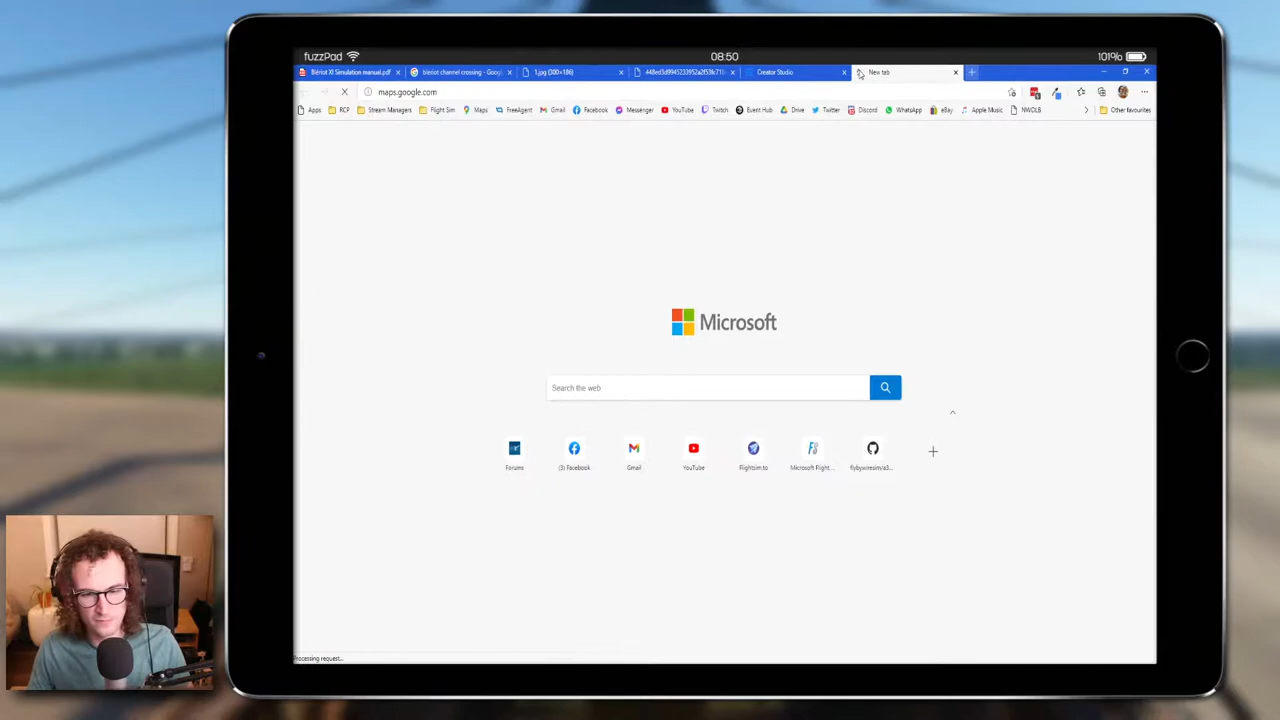 fuzzPad 08:50 101%
Blériot XI Simulation manual.pdf bleriot channel crossing - Goog 1.jpg (300×186) Creator Studio New tab
maps.google.com
Apps RCP Stream Managers Flight Sim Maps FreeAgent Gmail Facebook Messenger YouTube Twitch Event Hub Drive Twitter Discord WhatsApp eBay Apple Music NWOLB Other favourites
Microsoft
Search the web
Forums (3) Facebook Gmail YouTube Flightsim.to Microsoft Flight... flybywiresim/a3...
Processing request...